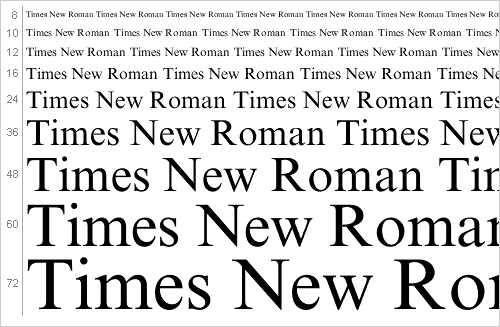 8 Times New Roman Times New Roman Times New Roman Times New Roman Times New Roman Times New Roman Times New Roman
10 Times New Roman Times New Roman Times New Roman Times New Roman Times New Roman Times N
12 Times New Roman Times New Roman Times New Roman Times New Roman Times
16 Times New Roman Times New Roman Times New Roman Times Ne
24 Times New Roman Times New Roman Times
36 Times New Roman Times New
48 Times New Roman Tim
60 Times New Roman
72 Times New Ror